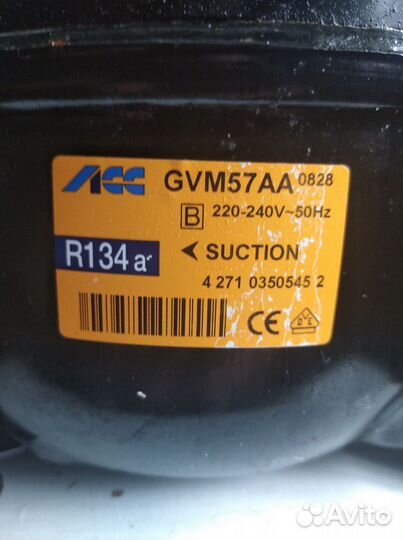 ACC GVM57AA 0828
B 220-240V~50Hz
R134a
SUCTION
4 271 0350545 2
CE
Avito